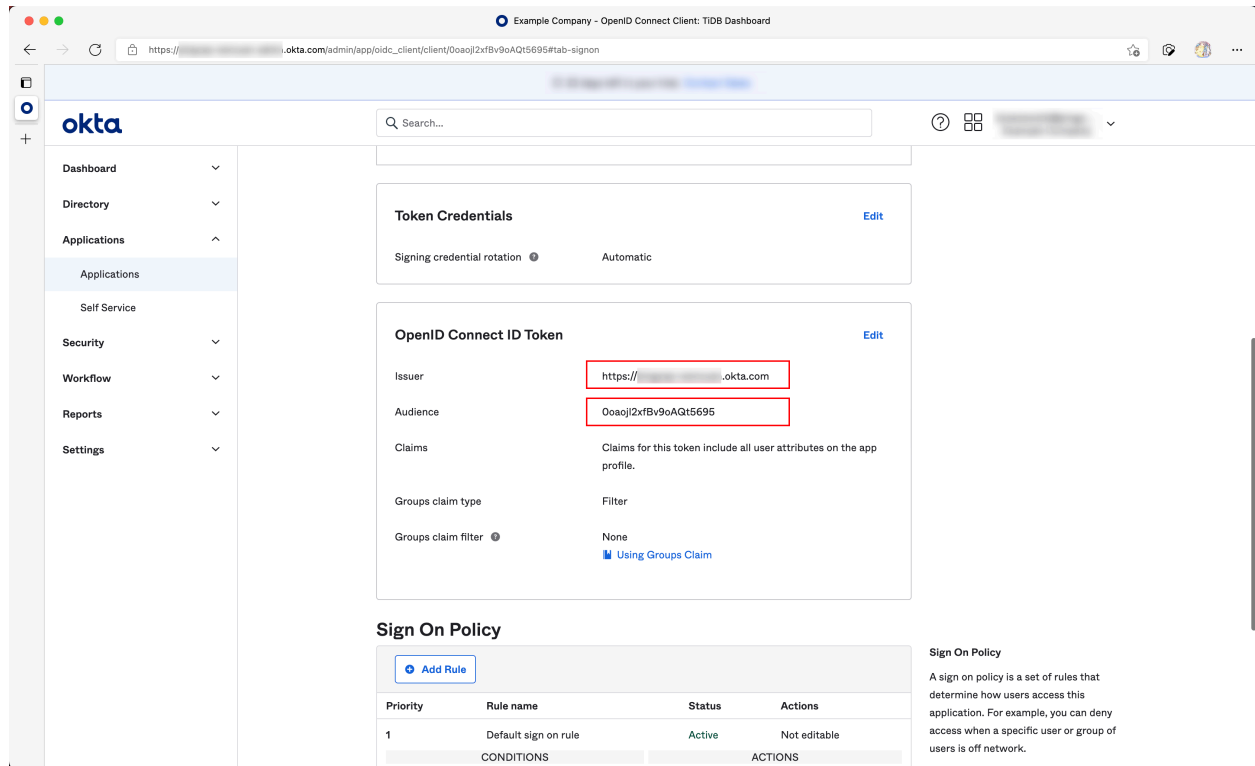 Example Company - OpenID Connect Client: TiDB Dashboard
https:// .okta.com/admin/app/oidc_client/client/0oaojl2xfBv9oAQt5695#tab-signon
okta
Search...
Dashboard
Directory
Applications
Applications
Self Service
Security
Workflow
Reports
Settings
Token Credentials
Edit
Signing credential rotation
Automatic
OpenID Connect ID Token
Edit
Issuer
https:// .okta.com
Audience
0oaojl2xfBv9oAQt5695
Claims
Claims for this token include all user attributes on the app
profile.
Groups claim type
Filter
Groups claim filter
None
Using Groups Claim
Sign On Policy
Add Rule
Priority Rule name Status Actions
1 Default sign on rule Active Not editable
CONDITIONS ACTIONS
Sign On Policy
A sign on policy is a set of rules that
determine how users access this
application. For example, you can deny
access when a specific user or group of
users is off network.